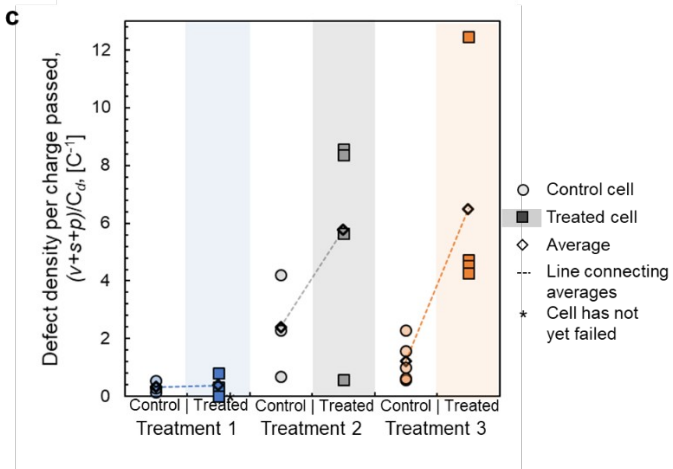 c
Defect density per charge passed,
(v+s+p)/C_d, [C⁻¹]
12
10
8
6
4
2
0
Control | Treated Control | Treated Control | Treated
Treatment 1 Treatment 2 Treatment 3
Control cell
Treated cell
Average
Line connecting
averages
* Cell has not
yet failed
*